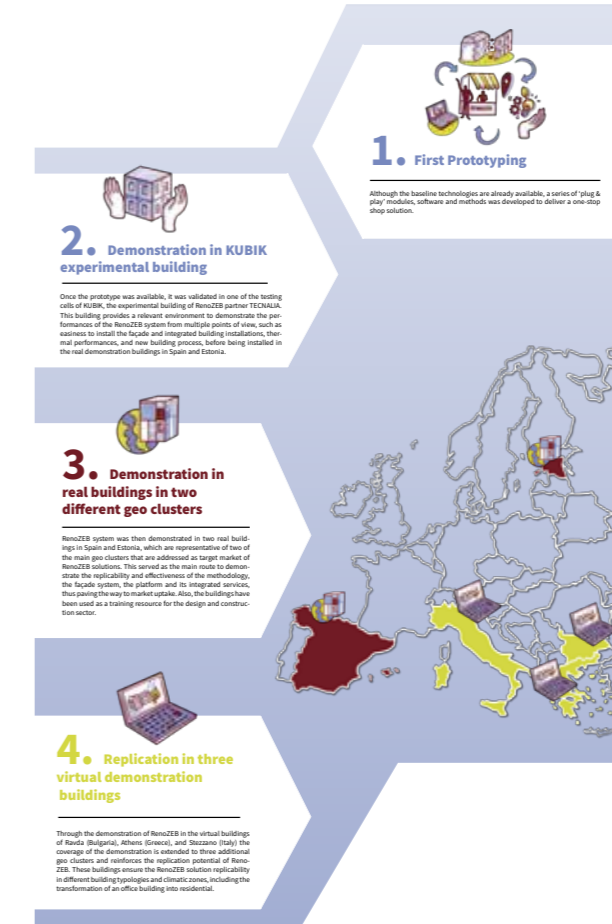 1. First Prototyping
Although the baseline technologies are already available, a series of ‘plug &
play’ modules, software and methods was developed to deliver a one-stop
shop solution.
2. Demonstration in KUBIK
experimental building
Once the prototype was available, it was validated in one of the testing
cells of KUBIK, the experimental building of RenoZEB partner TECNALIA.
This building provides a relevant environment to demonstrate the per-
formances of the RenoZEB system from multiple points of view, such as
easiness to install the façade and integrated building installations, ther-
mal performances, and new building process, before being installed in
the real demonstration buildings in Spain and Estonia.
3. Demonstration in
real buildings in two
different geo clusters
RenoZEB system was then demonstrated in two real build-
ings in Spain and Estonia, which are representative of two of
the main geo clusters that are addressed as target market of
RenoZEB solutions. This served as the main route to demon-
strate the replicability and effectiveness of the methodology,
the façade system, the platform and its integrated services,
thus paving the way to market uptake. Also, the buildings have
been used as a training resource for the design and construc-
tion sector.
4. Replication in three
virtual demonstration
buildings
Through the demonstration of RenoZEB in the virtual buildings
of Ravda (Bulgaria), Athens (Greece), and Stezzano (Italy) the
coverage of the demonstration is extended to three additional
geo clusters and reinforces the replication potential of Reno-
ZEB. These buildings ensure the RenoZEB solution replicability
in different building typologies and climatic zones, including the
transformation of an office building into residential.